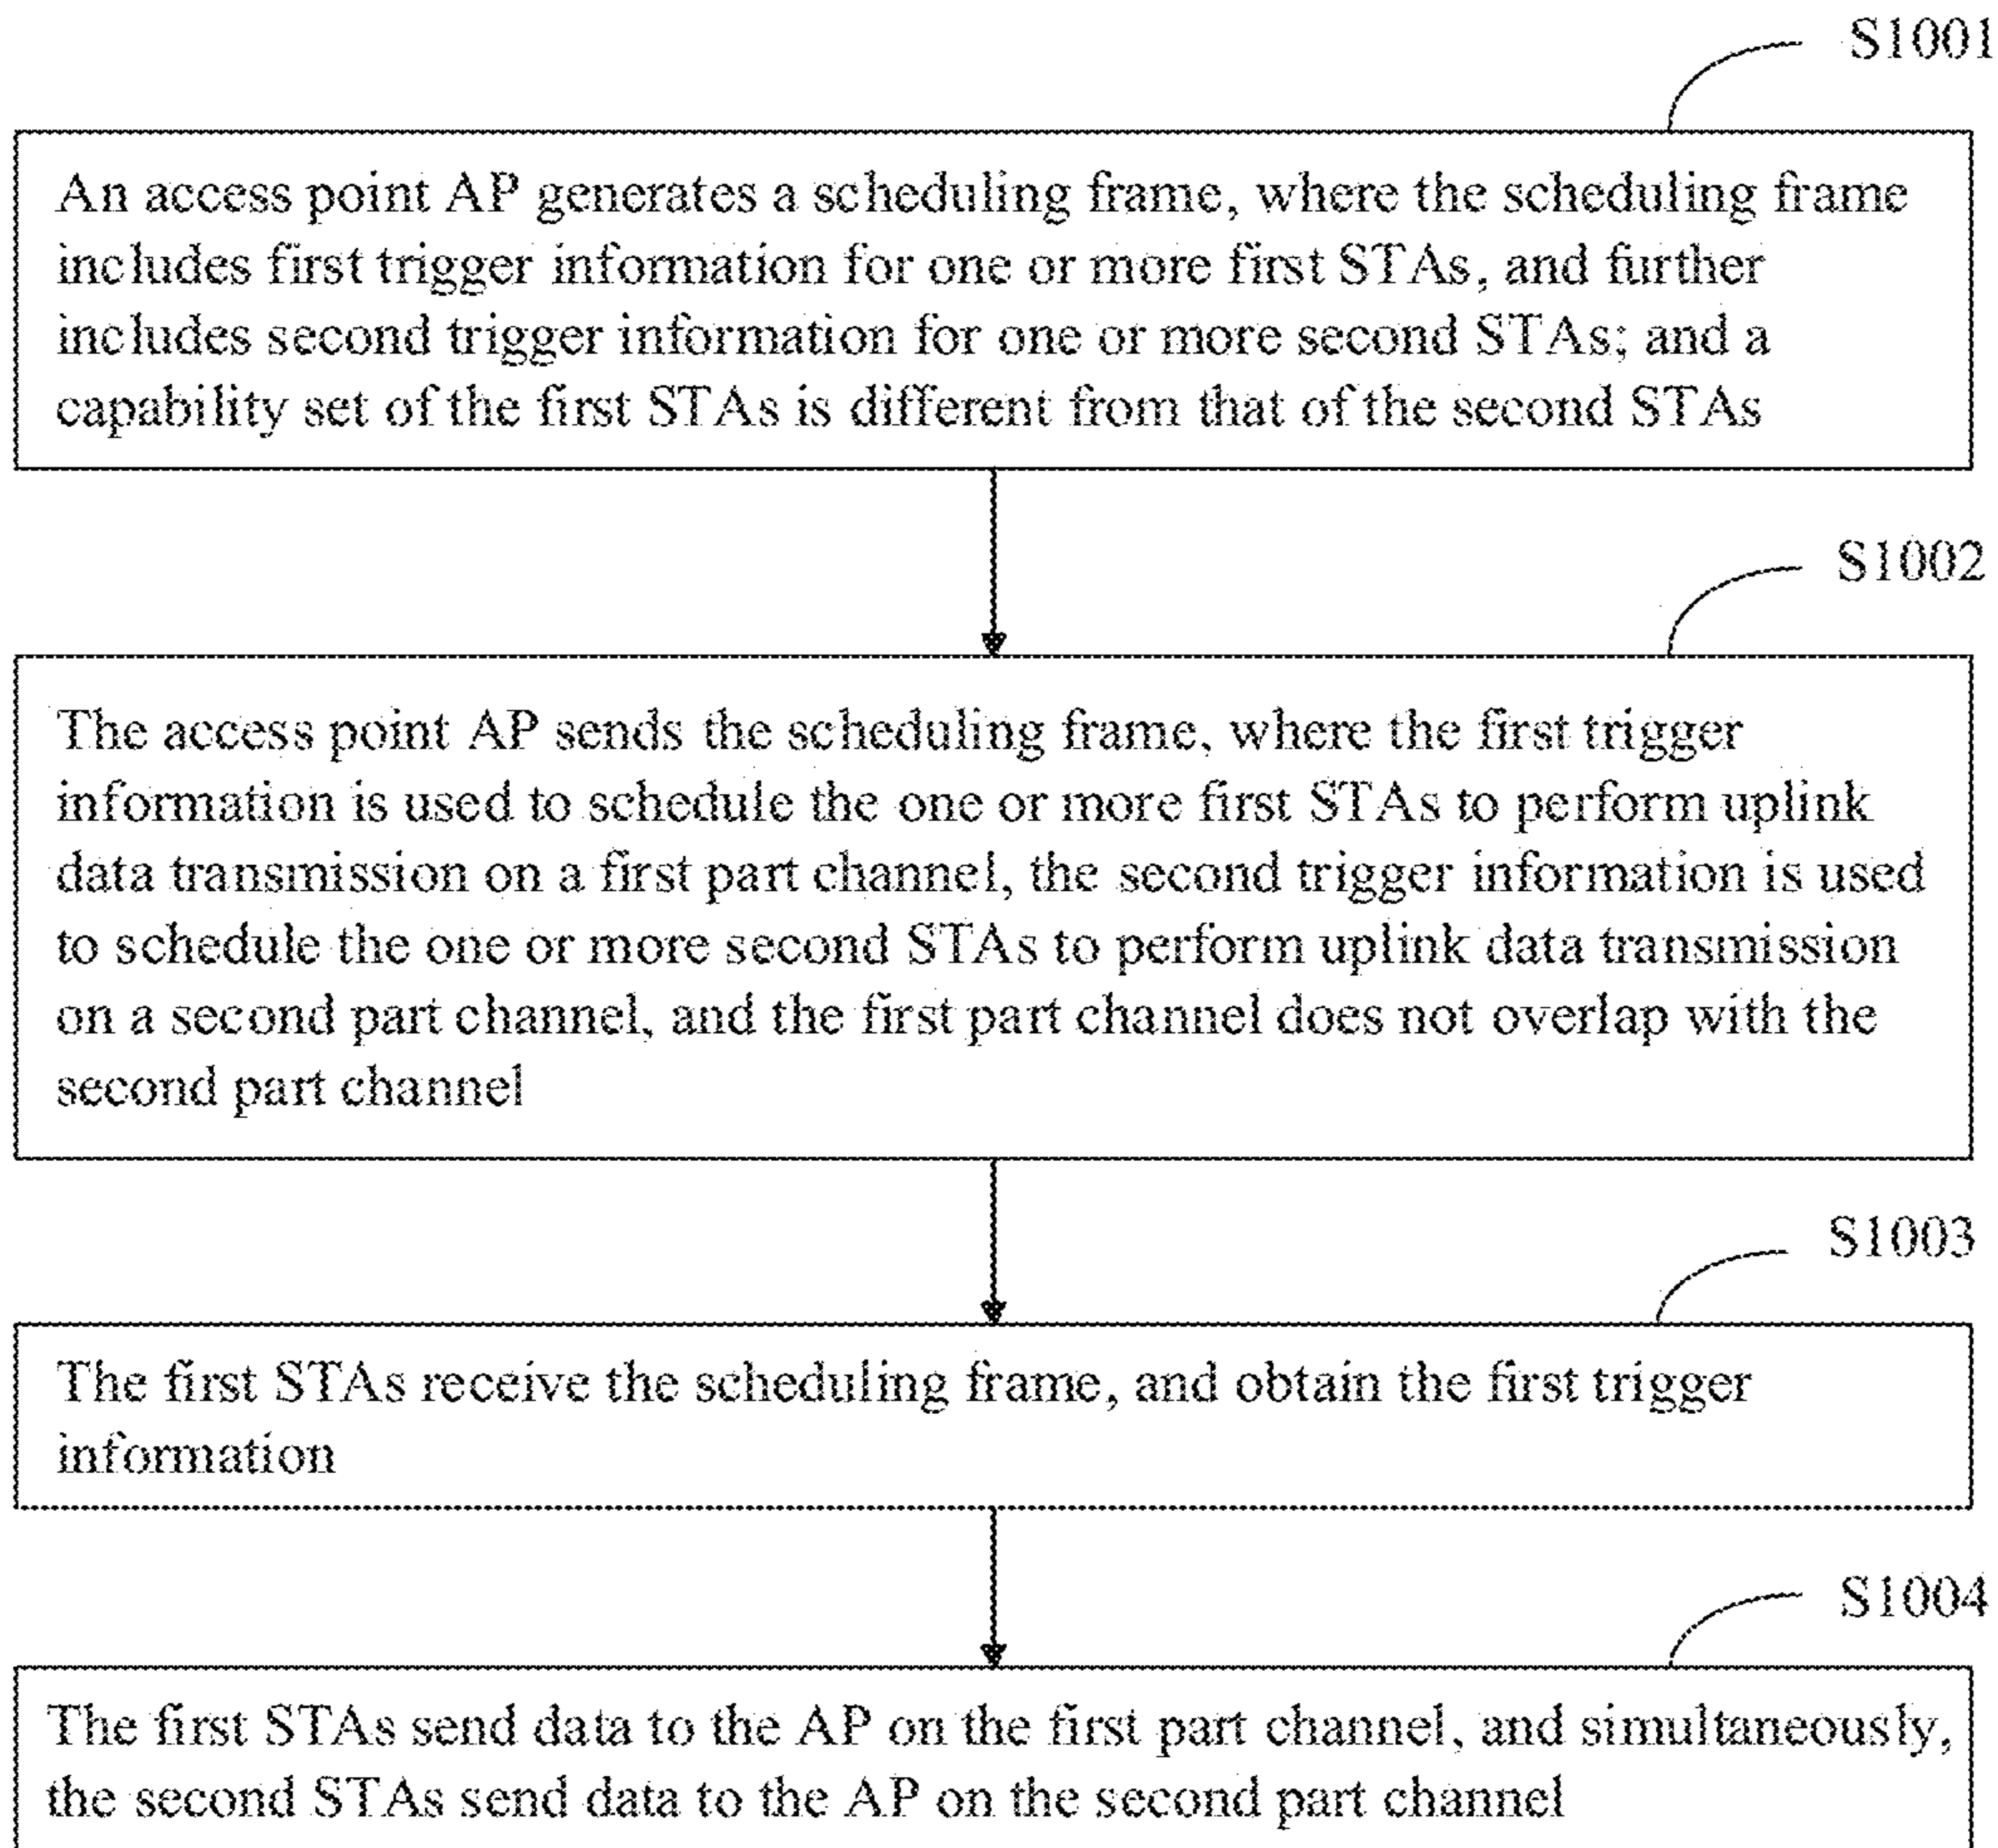 S1001
An access point AP generates a scheduling frame, where the scheduling frame
includes first trigger information for one or more first STAs, and further
includes second trigger information for one or more second STAs; and a
capability set of the first STAs is different from that of the second STAs
S1002
The access point AP sends the scheduling frame, where the first trigger
information is used to schedule the one or more first STAs to perform uplink
data transmission on a first part channel, the second trigger information is used
to schedule the one or more second STAs to perform uplink data transmission
on a second part channel, and the first part channel does not overlap with the
second part channel
S1003
The first STAs receive the scheduling frame, and obtain the first trigger
information
S1004
The first STAs send data to the AP on the first part channel, and simultaneously,
the second STAs send data to the AP on the second part channel